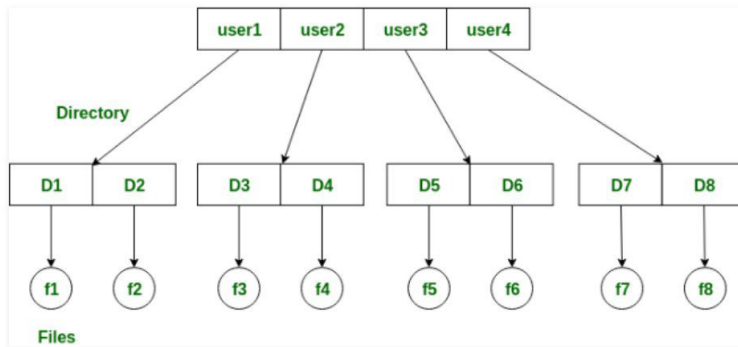 user1 user2 user3 user4
Directory
D1 D2 D3 D4 D5 D6 D7 D8
f1 f2 f3 f4 f5 f6 f7 f8
Files